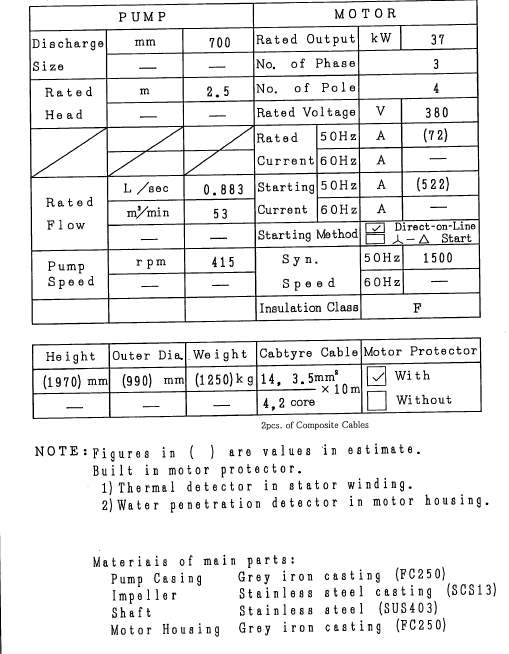 PUMP MOTOR
Discharge Size mm 700 Rated Output kW 37
— — No. of Phase 3
Rated Head m 2.5 No. of Pole 4
— — Rated Voltage V 380
Rated Current 50Hz A (72)
60Hz A —
Rated Flow L/sec 0.883 Starting Current 50Hz A (522)
m³/min 53 60Hz A —
— — Starting Method ☑ Direct-on-Line
☐ 人-△ Start
Pump Speed rpm 415 Syn. Speed 50Hz 1500
— — 60Hz —
Insulation Class F
Height Outer Dia. Weight Cabtyre Cable Motor Protector
(1970) mm (990) mm (1250)kg 14, 3.5mm² × 10m ☑ With
— — — 4,2 core ☐ Without
2pcs. of Composite Cables
NOTE: Figures in ( ) are values in estimate.
Built in motor protector.
1) Thermal detector in stator winding.
2) Water penetration detector in motor housing.
Materiais of main parts:
Pump Casing Grey iron casting (FC250)
Impeller Stainless steel casting (SCS13)
Shaft Stainless steel (SUS403)
Motor Housing Grey iron casting (FC250)